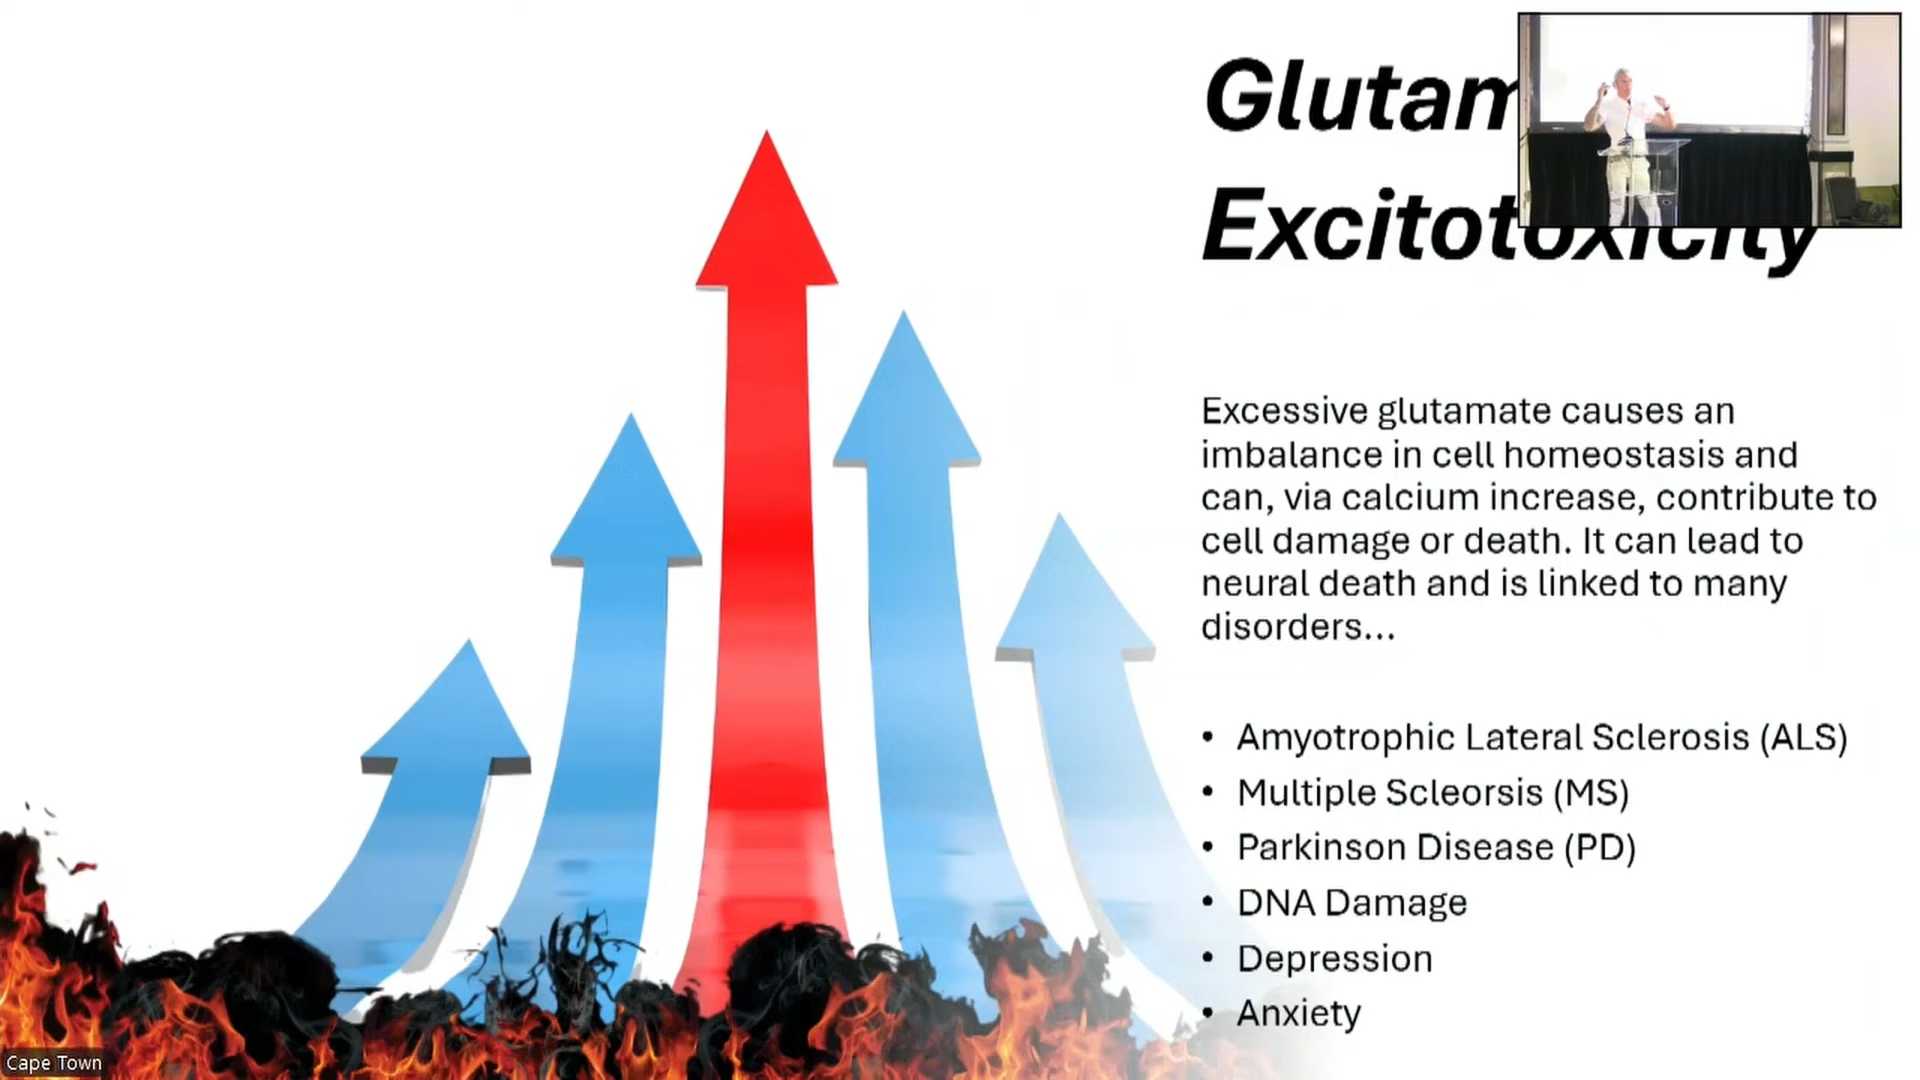 Glutam
Excitotoxicity
Excessive glutamate causes an
imbalance in cell homeostasis and
can, via calcium increase, contribute to
cell damage or death. It can lead to
neural death and is linked to many
disorders...
• Amyotrophic Lateral Sclerosis (ALS)
• Multiple Scleorsis (MS)
• Parkinson Disease (PD)
• DNA Damage
• Depression
• Anxiety
Cape Town